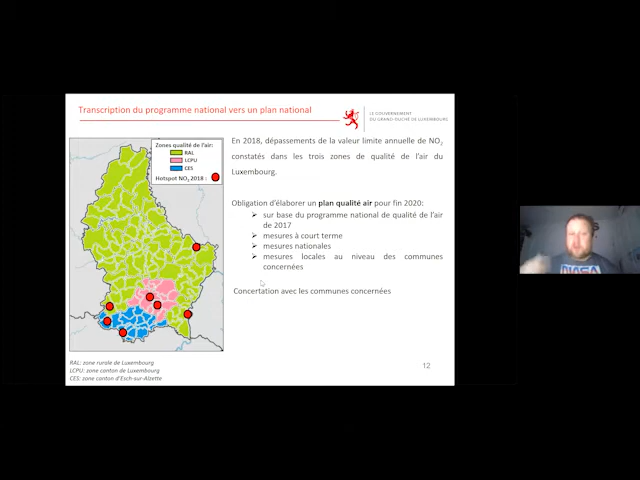 Transcription du programme national vers un plan national
LE GOUVERNEMENT
DU GRAND-DUCHÉ DE LUXEMBOURG
Zones qualité de l'air:
RAL
LCPU
CES
Hotspot NO2 2018 :
En 2018, dépassements de la valeur limite annuelle de NO2
constatés dans les trois zones de qualité de l'air du
Luxembourg.
Obligation d'élaborer un plan qualité air pour fin 2020:
➢ sur base du programme national de qualité de l'air
de 2017
➢ mesures à court terme
➢ mesures nationales
➢ mesures locales au niveau des communes
concernées
Concertation avec les communes concernées
RAL: zone rurale de Luxembourg
LCPU: zone canton de Luxembourg
CES: zone canton d'Esch-sur-Alzette
12
NASA